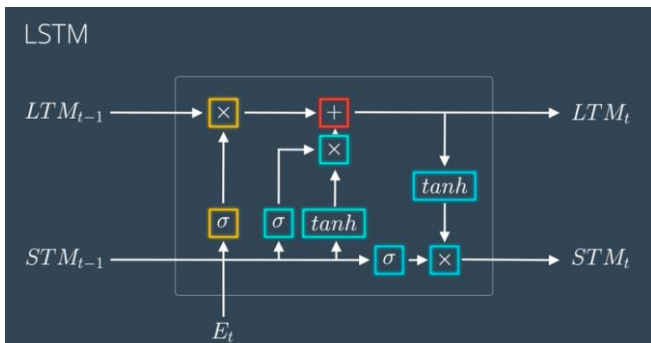 LSTM
LTM_{t−1} × + LTM_t
×
tanh
σ σ tanh
STM_{t−1} σ × STM_t
E_t